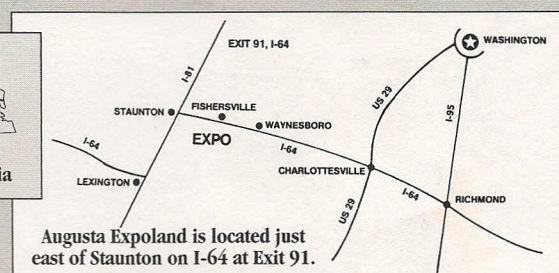 EXIT 91, I-64
WASHINGTON
I-81
US 29
I-95
STAUNTON
FISHERSVILLE
WAYNESBORO
EXPO
I-64
I-64
CHARLOTTESVILLE
LEXINGTON
I-64
RICHMOND
US 29
ia
Augusta Expoland is located just
east of Staunton on I-64 at Exit 91.